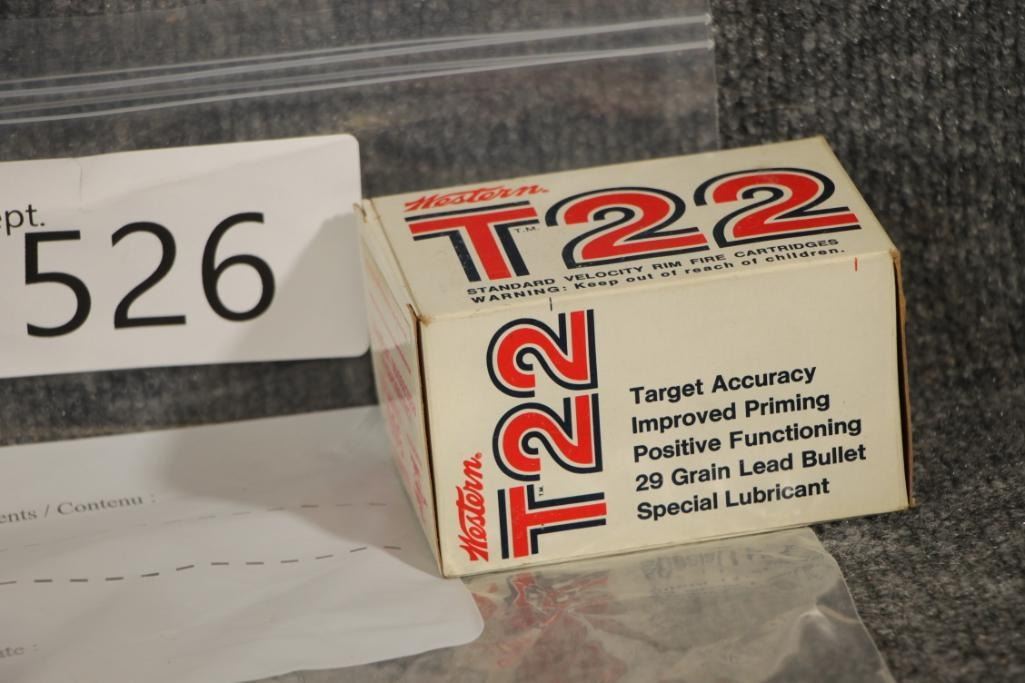 ept.
526
ents / Contenu :
ate :
Western.
T22
T.M.
STANDARD VELOCITY RIM FIRE CARTRIDGES
WARNING: Keep out of reach of children.
Western.
T22
T.M.
Target Accuracy
Improved Priming
Positive Functioning
29 Grain Lead Bullet
Special Lubricant